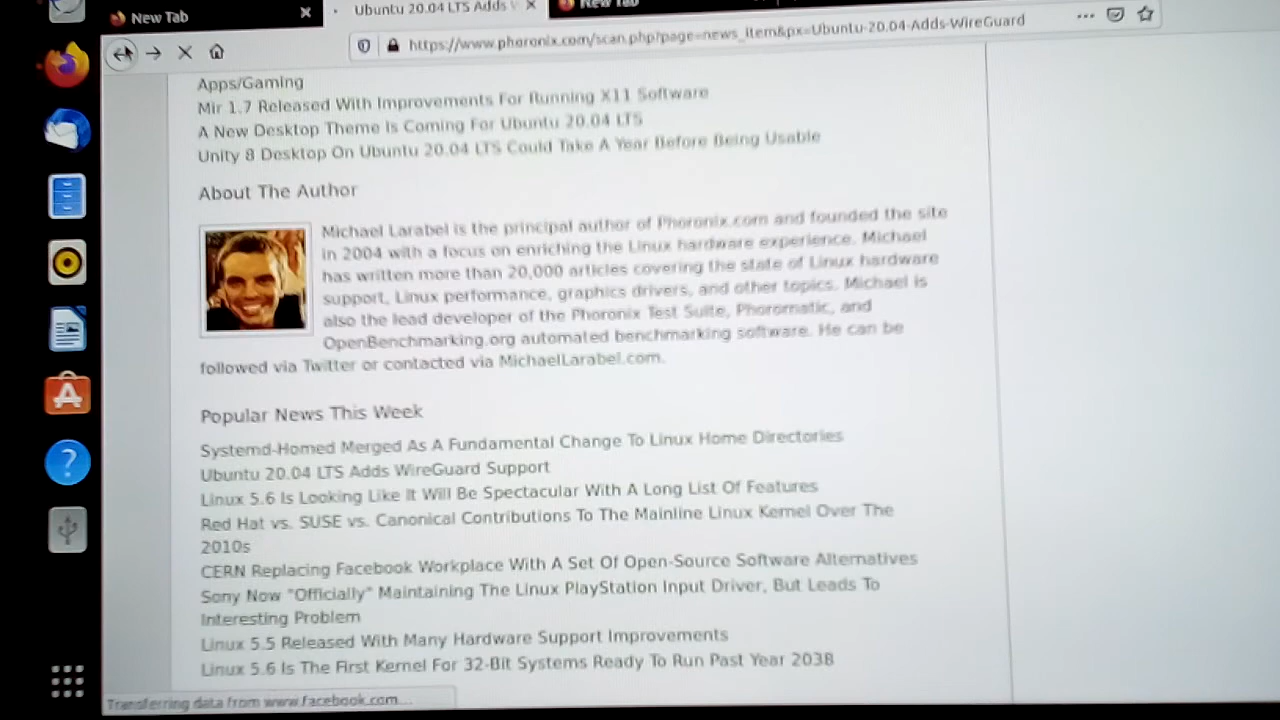 New Tab
Ubuntu 20.04 LTS Adds
New Tab
https://www.phoronix.com/scan.php?page=news_item&px=Ubuntu-20.04-Adds-WireGuard
Apps/Gaming
Mir 1.7 Released With Improvements For Running X11 Software
A New Desktop Theme Is Coming For Ubuntu 20.04 LTS
Unity 8 Desktop On Ubuntu 20.04 LTS Could Take A Year Before Being Usable
About The Author
Michael Larabel is the principal author of Phoronix.com and founded the site
in 2004 with a focus on enriching the Linux hardware experience. Michael
has written more than 20,000 articles covering the state of Linux hardware
support, Linux performance, graphics drivers, and other topics. Michael is
also the lead developer of the Phoronix Test Suite, Phoromatic, and
OpenBenchmarking.org automated benchmarking software. He can be
followed via Twitter or contacted via MichaelLarabel.com.
Popular News This Week
Systemd-Homed Merged As A Fundamental Change To Linux Home Directories
Ubuntu 20.04 LTS Adds WireGuard Support
Linux 5.6 Is Looking Like It Will Be Spectacular With A Long List Of Features
Red Hat vs. SUSE vs. Canonical Contributions To The Mainline Linux Kernel Over The
2010s
CERN Replacing Facebook Workplace With A Set Of Open-Source Software Alternatives
Sony Now "Officially" Maintaining The Linux PlayStation Input Driver, But Leads To
Interesting Problem
Linux 5.5 Released With Many Hardware Support Improvements
Linux 5.6 Is The First Kernel For 32-Bit Systems Ready To Run Past Year 2038
Transferring data from www.facebook.com...